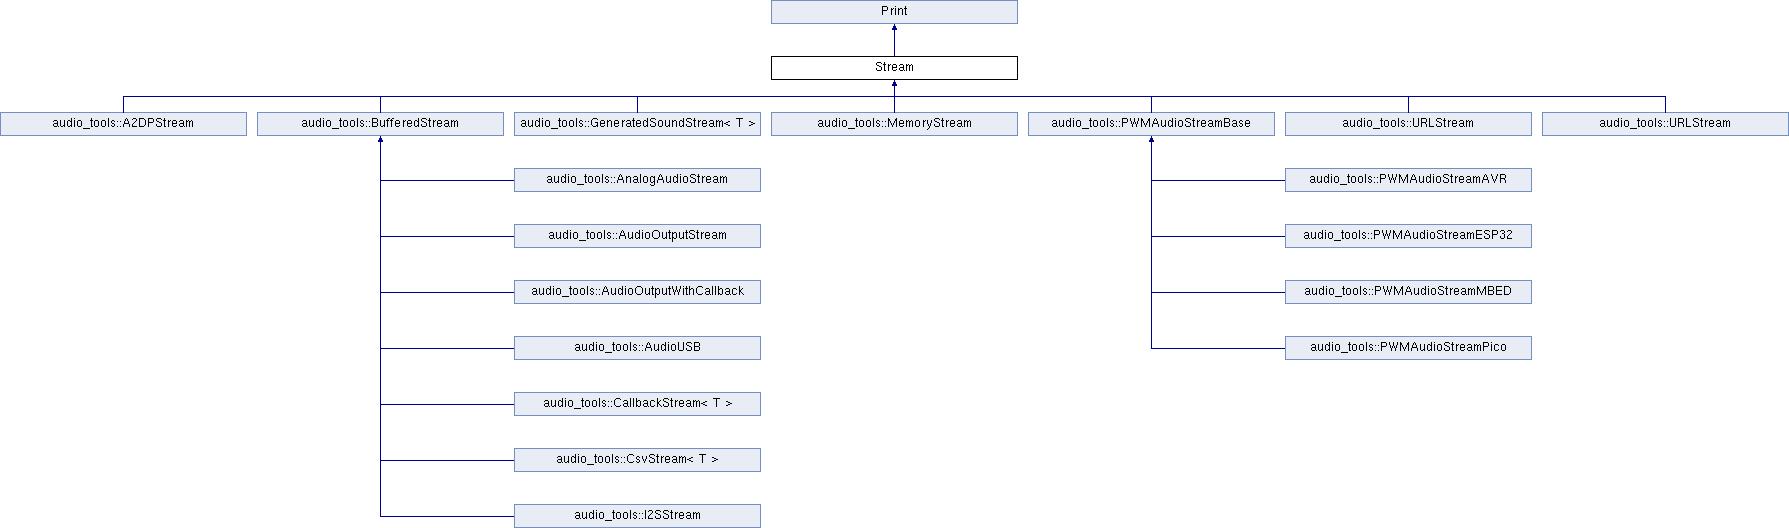 Print
Stream
audio_tools::A2DPStream
audio_tools::BufferedStream
audio_tools::GeneratedSoundStream< T >
audio_tools::MemoryStream
audio_tools::PWMAudioStreamBase
audio_tools::URLStream
audio_tools::URLStream
audio_tools::AnalogAudioStream
audio_tools::PWMAudioStreamAVR
audio_tools::AudioOutputStream
audio_tools::PWMAudioStreamESP32
audio_tools::AudioOutputWithCallback
audio_tools::PWMAudioStreamMBED
audio_tools::AudioUSB
audio_tools::PWMAudioStreamPico
audio_tools::CallbackStream< T >
audio_tools::CsvStream< T >
audio_tools::I2SStream